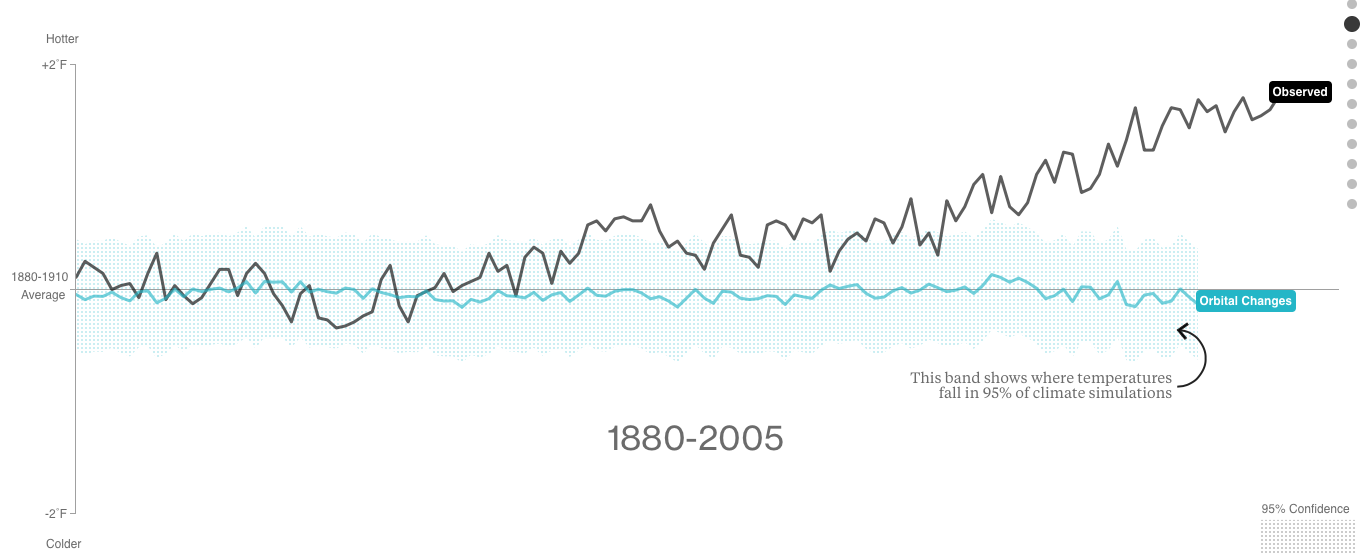 Hotter
+2°F
Observed
1880-1910
Average
Orbital Changes
This band shows where temperatures
fall in 95% of climate simulations
1880-2005
-2°F
95% Confidence
Colder